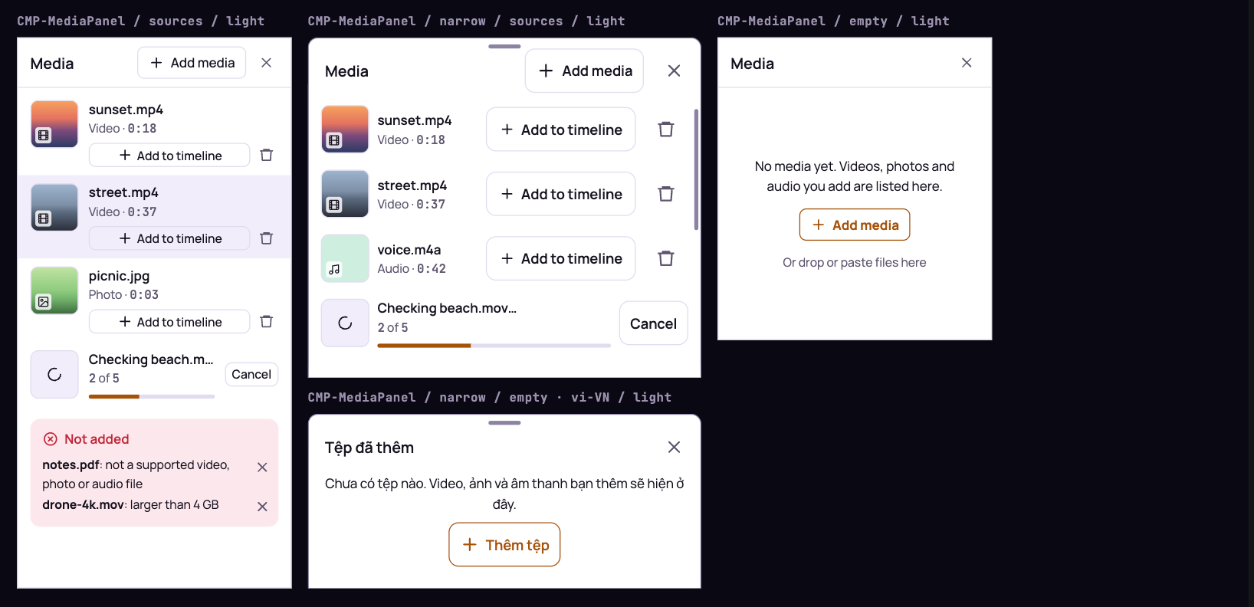 CMP-MediaPanel / sources / light
Media
+ Add media
sunset.mp4
Video · 0:18
+ Add to timeline
street.mp4
Video · 0:37
+ Add to timeline
picnic.jpg
Photo · 0:03
+ Add to timeline
Checking beach.m...
2 of 5
Cancel
Not added
notes.pdf: not a supported video,
photo or audio file
drone-4k.mov: larger than 4 GB
CMP-MediaPanel / narrow / sources / light
Media
+ Add media
sunset.mp4
Video · 0:18
+ Add to timeline
street.mp4
Video · 0:37
+ Add to timeline
voice.m4a
Audio · 0:42
+ Add to timeline
Checking beach.mov...
2 of 5
Cancel
CMP-MediaPanel / narrow / empty · vi-VN / light
Tệp đã thêm
Chưa có tệp nào. Video, ảnh và âm thanh bạn thêm sẽ hiện ở
đây.
+ Thêm tệp
CMP-MediaPanel / empty / light
Media
No media yet. Videos, photos and
audio you add are listed here.
+ Add media
Or drop or paste files here